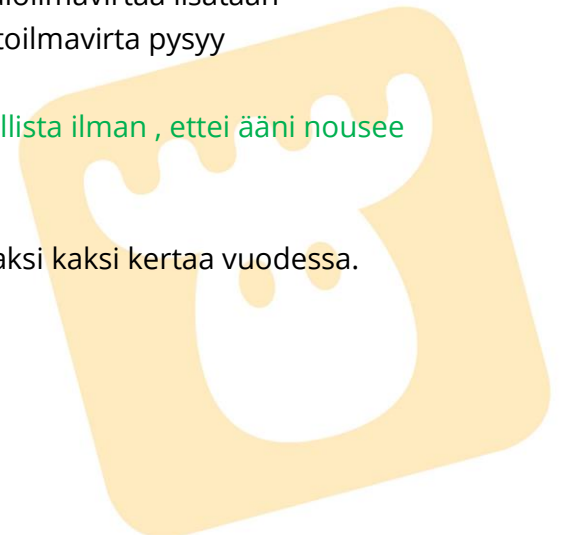 toilmavirta pysyy
llista ilman , ettei ääni nousee
aksi kaksi kertaa vuodessa.